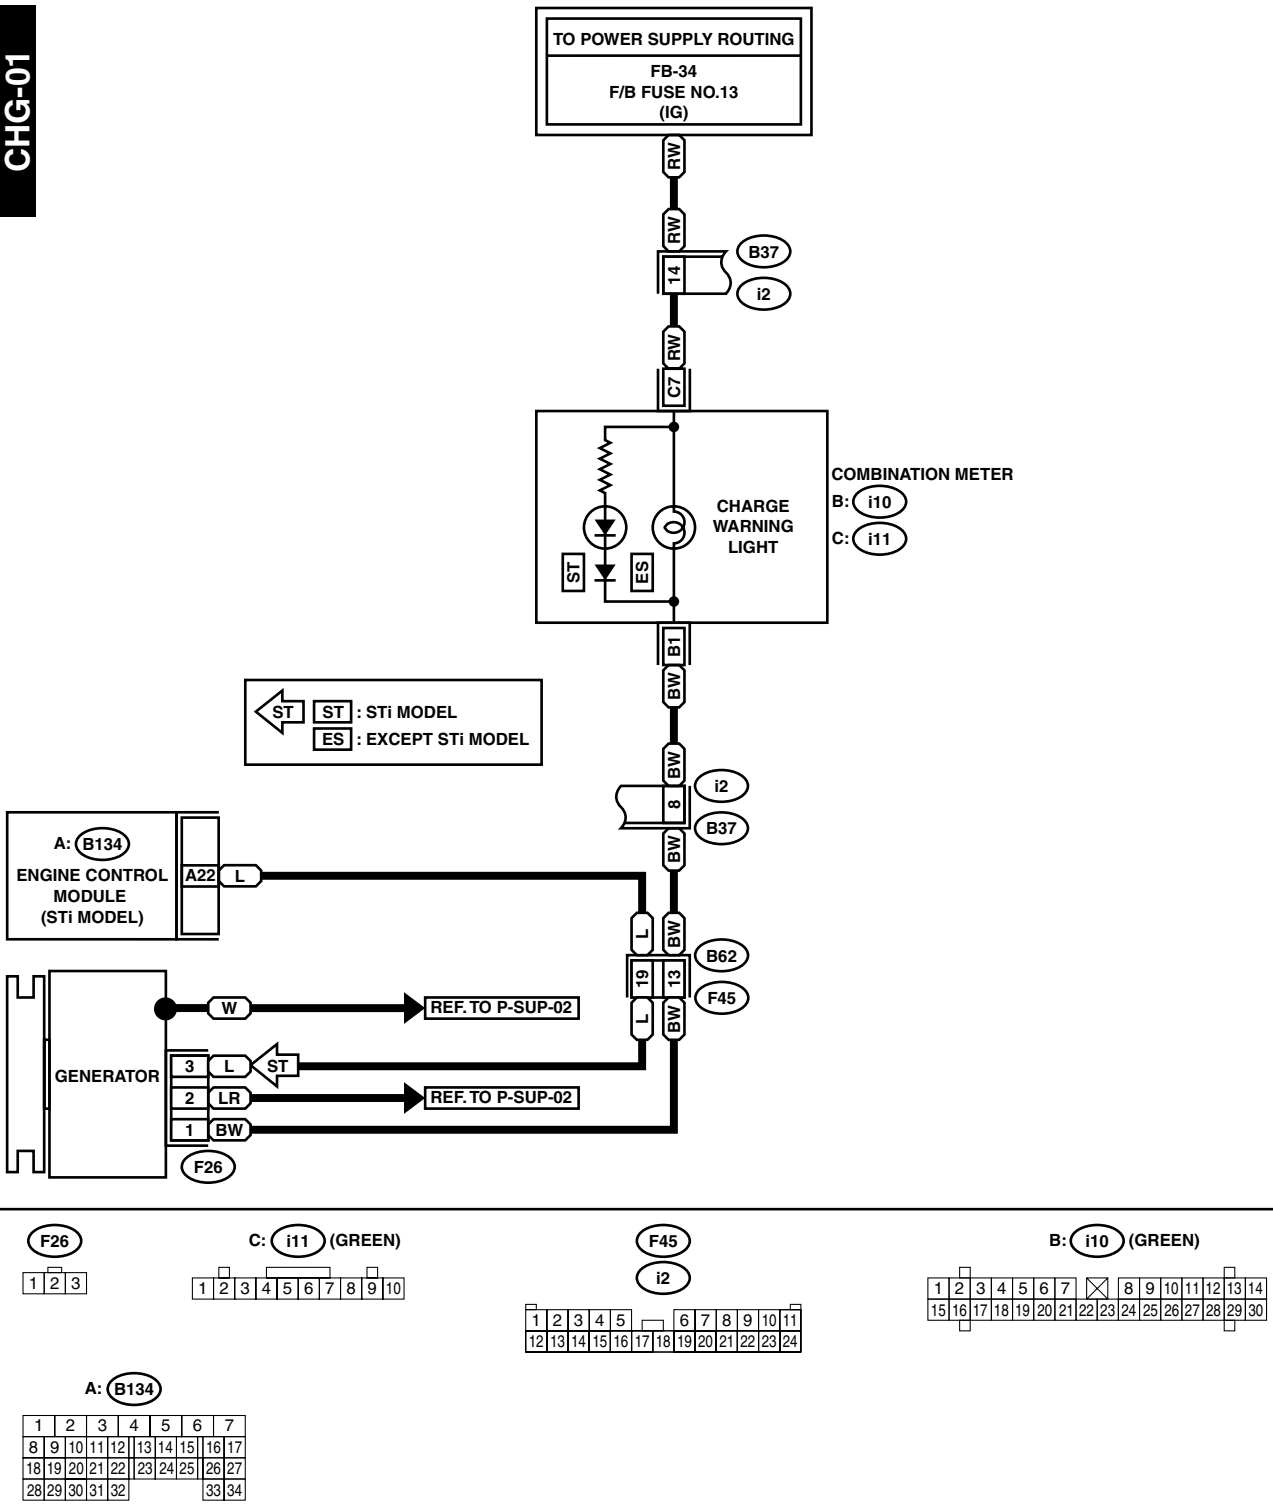 CHG-01
TO POWER SUPPLY ROUTING
FB-34
F/B FUSE NO.13
(IG)
RW
RW
B37
14
i2
RW
C7
COMBINATION METER
B: i10
C: i11
CHARGE
WARNING
LIGHT
ST
ES
B1
BW
ST ST : STi MODEL
ES : EXCEPT STi MODEL
BW
i2
8
B37
BW
A: B134
ENGINE CONTROL
MODULE
(STi MODEL)
A22 L
L BW
B62
19 13
F45
L BW
W REF. TO P-SUP-02
GENERATOR
3 L ST
2 LR REF. TO P-SUP-02
1 BW
F26
F26
1 2 3
C: i11 (GREEN)
1 2 3 4 5 6 7 8 9 10
F45
i2
1 2 3 4 5 6 7 8 9 10 11
12 13 14 15 16 17 18 19 20 21 22 23 24
B: i10 (GREEN)
1 2 3 4 5 6 7 8 9 10 11 12 13 14
15 16 17 18 19 20 21 22 23 24 25 26 27 28 29 30
A: B134
1 2 3 4 5 6 7
8 9 10 11 12 13 14 15 16 17
18 19 20 21 22 23 24 25 26 27
28 29 30 31 32 33 34